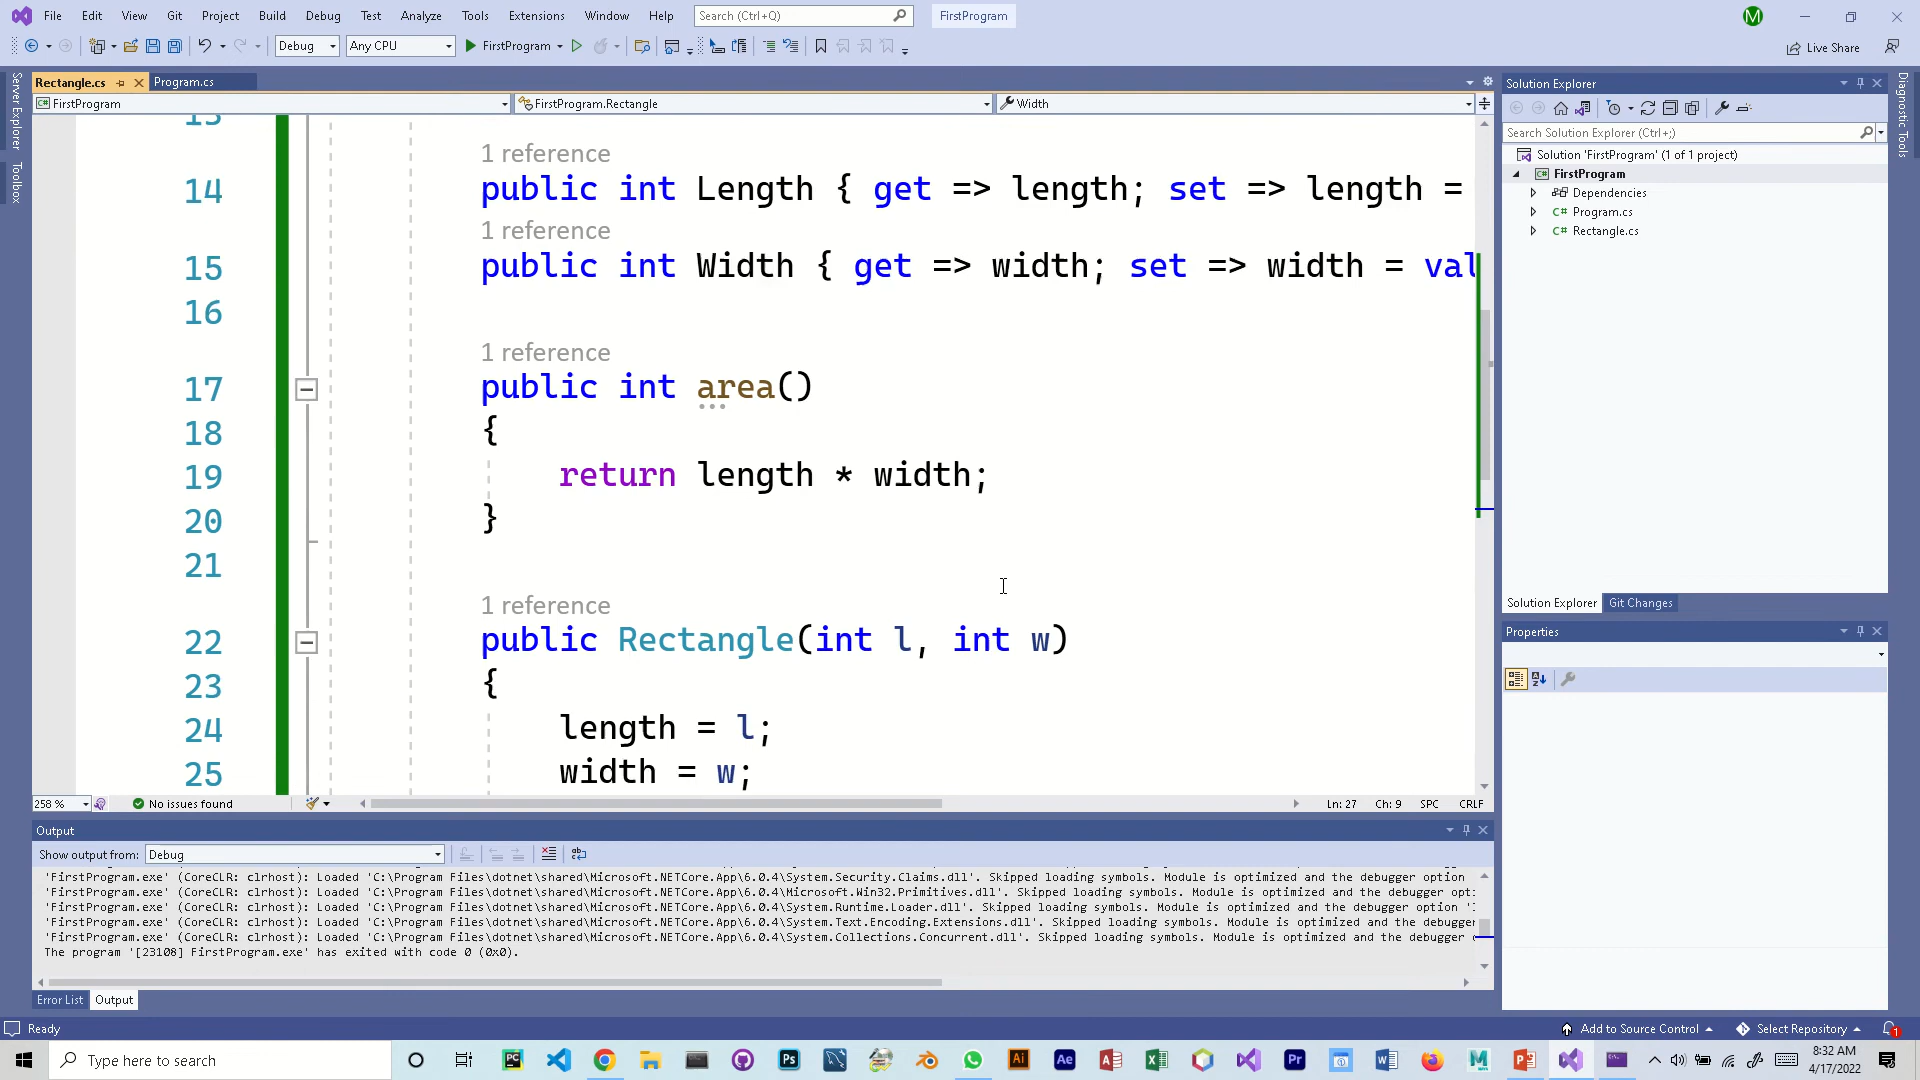 File Edit View Git Project Build Debug Test Analyze Tools Extensions Window Help Search (Ctrl+Q) FirstProgram M
Debug Any CPU FirstProgram Live Share
Server Explorer
Toolbox
Diagnostic Tools
Rectangle.cs Program.cs
FirstProgram FirstProgram.Rectangle Width
13
1 reference
14 public int Length { get => length; set => length =
1 reference
15 public int Width { get => width; set => width = val
16
1 reference
17 public int area()
18 {
19 return length * width;
20 }
21
1 reference
22 public Rectangle(int l, int w)
23 {
24 length = l;
25 width = w;
258 % No issues found Ln: 27 Ch: 9 SPC CRLF
Solution Explorer
Search Solution Explorer (Ctrl+;)
Solution 'FirstProgram' (1 of 1 project)
FirstProgram
Dependencies
C# Program.cs
C# Rectangle.cs
Solution Explorer Git Changes
Properties
Output
Show output from: Debug
'FirstProgram.exe' (CoreCLR: clrhost): Loaded 'C:\Program Files\dotnet\shared\Microsoft.NETCore.App\6.0.4\System.Security.Claims.dll'. Skipped loading symbols. Module is optimized and the debugger option
'FirstProgram.exe' (CoreCLR: clrhost): Loaded 'C:\Program Files\dotnet\shared\Microsoft.NETCore.App\6.0.4\Microsoft.Win32.Primitives.dll'. Skipped loading symbols. Module is optimized and the debugger opt
'FirstProgram.exe' (CoreCLR: clrhost): Loaded 'C:\Program Files\dotnet\shared\Microsoft.NETCore.App\6.0.4\System.Runtime.Loader.dll'. Skipped loading symbols. Module is optimized and the debugger option '
'FirstProgram.exe' (CoreCLR: clrhost): Loaded 'C:\Program Files\dotnet\shared\Microsoft.NETCore.App\6.0.4\System.Text.Encoding.Extensions.dll'. Skipped loading symbols. Module is optimized and the debugger
'FirstProgram.exe' (CoreCLR: clrhost): Loaded 'C:\Program Files\dotnet\shared\Microsoft.NETCore.App\6.0.4\System.Collections.Concurrent.dll'. Skipped loading symbols. Module is optimized and the debugger
The program '[23108] FirstProgram.exe' has exited with code 0 (0x0).
Error List Output
Ready Add to Source Control Select Repository 1
Type here to search 8:32 AM
4/17/2022